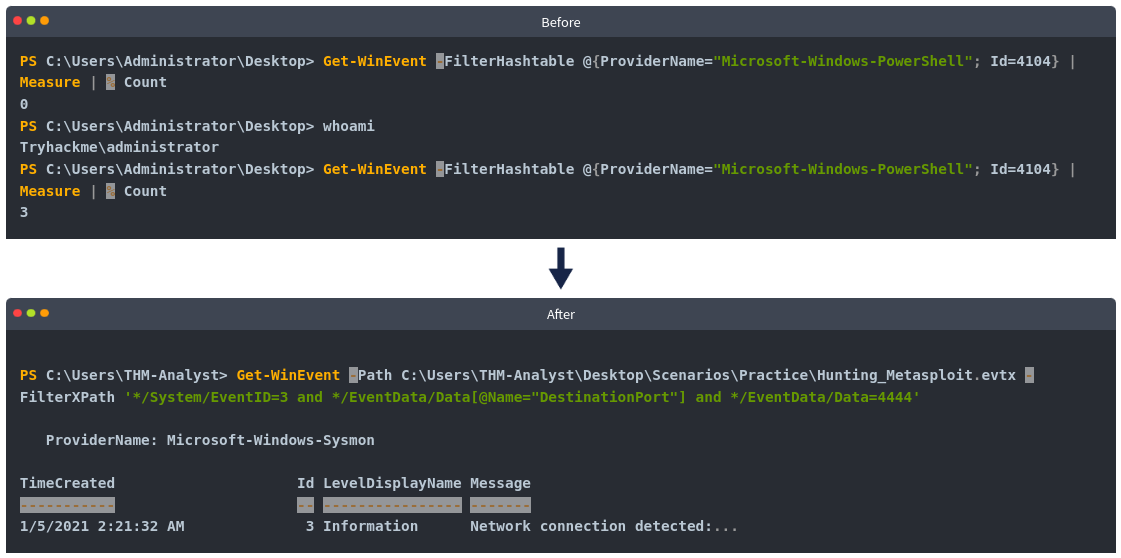 Before
PS C:\Users\Administrator\Desktop> Get-WinEvent -FilterHashtable @{ProviderName="Microsoft-Windows-PowerShell"; Id=4104} |
Measure | % Count
0
PS C:\Users\Administrator\Desktop> whoami
Tryhackme\administrator
PS C:\Users\Administrator\Desktop> Get-WinEvent -FilterHashtable @{ProviderName="Microsoft-Windows-PowerShell"; Id=4104} |
Measure | % Count
3
After
PS C:\Users\THM-Analyst> Get-WinEvent -Path C:\Users\THM-Analyst\Desktop\Scenarios\Practice\Hunting_Metasploit.evtx -
FilterXPath '*/System/EventID=3 and */EventData/Data[@Name="DestinationPort"] and */EventData/Data=4444'
ProviderName: Microsoft-Windows-Sysmon
TimeCreated Id LevelDisplayName Message
----------- -- ---------------- -------
1/5/2021 2:21:32 AM 3 Information Network connection detected:...